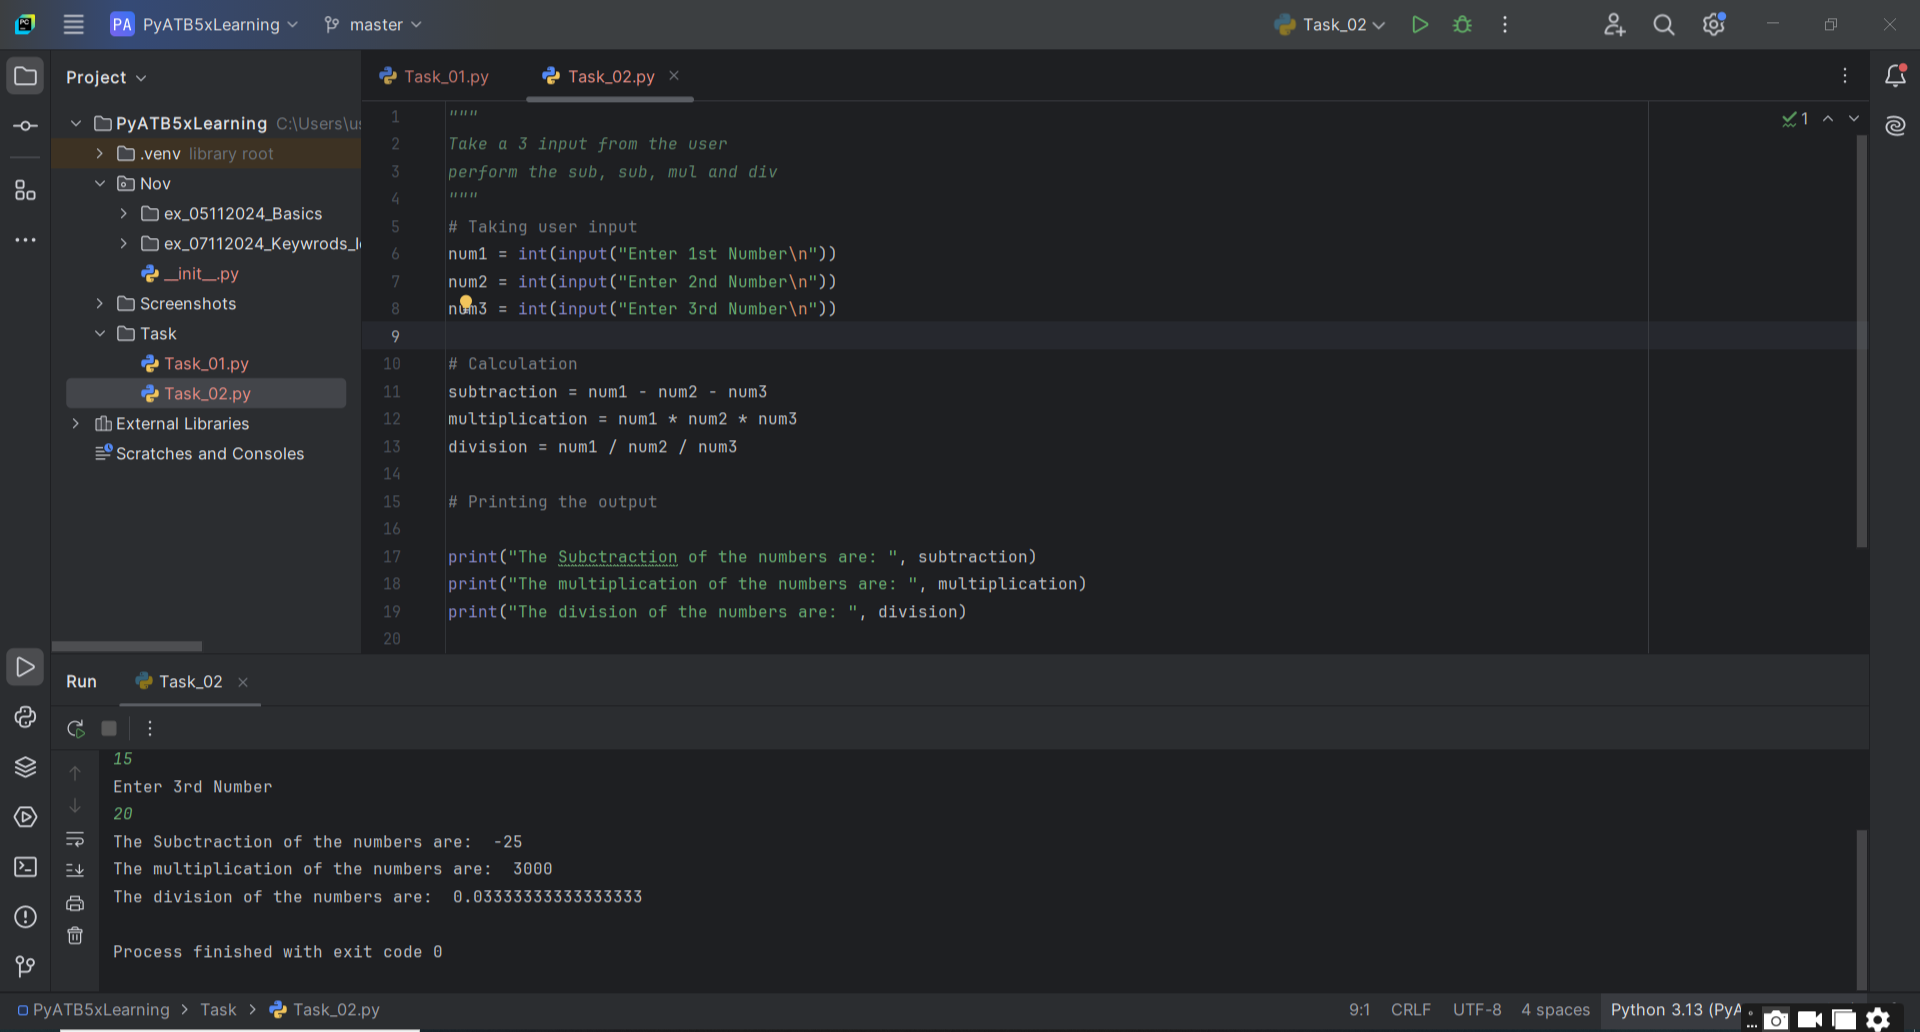 PA PyATB5xLearning master Task_02
Project
Task_01.py Task_02.py
PyATB5xLearning C:\Users\us
.venv library root
Nov
ex_05112024_Basics
ex_07112024_Keywrods_I
__init__.py
Screenshots
Task
Task_01.py
Task_02.py
External Libraries
Scratches and Consoles
1
1 """
2 Take a 3 input from the user
3 perform the sub, sub, mul and div
4 """
5 # Taking user input
6 num1 = int(input("Enter 1st Number\n"))
7 num2 = int(input("Enter 2nd Number\n"))
8 num3 = int(input("Enter 3rd Number\n"))
9
10 # Calculation
11 subtraction = num1 - num2 - num3
12 multiplication = num1 * num2 * num3
13 division = num1 / num2 / num3
14
15 # Printing the output
16
17 print("The Subctraction of the numbers are: ", subtraction)
18 print("The multiplication of the numbers are: ", multiplication)
19 print("The division of the numbers are: ", division)
20
Run Task_02
15
Enter 3rd Number
20
The Subctraction of the numbers are:  -25
The multiplication of the numbers are:  3000
The division of the numbers are:  0.03333333333333333
Process finished with exit code 0
PyATB5xLearning > Task > Task_02.py
9:1 CRLF UTF-8 4 spaces Python 3.13 (PyA